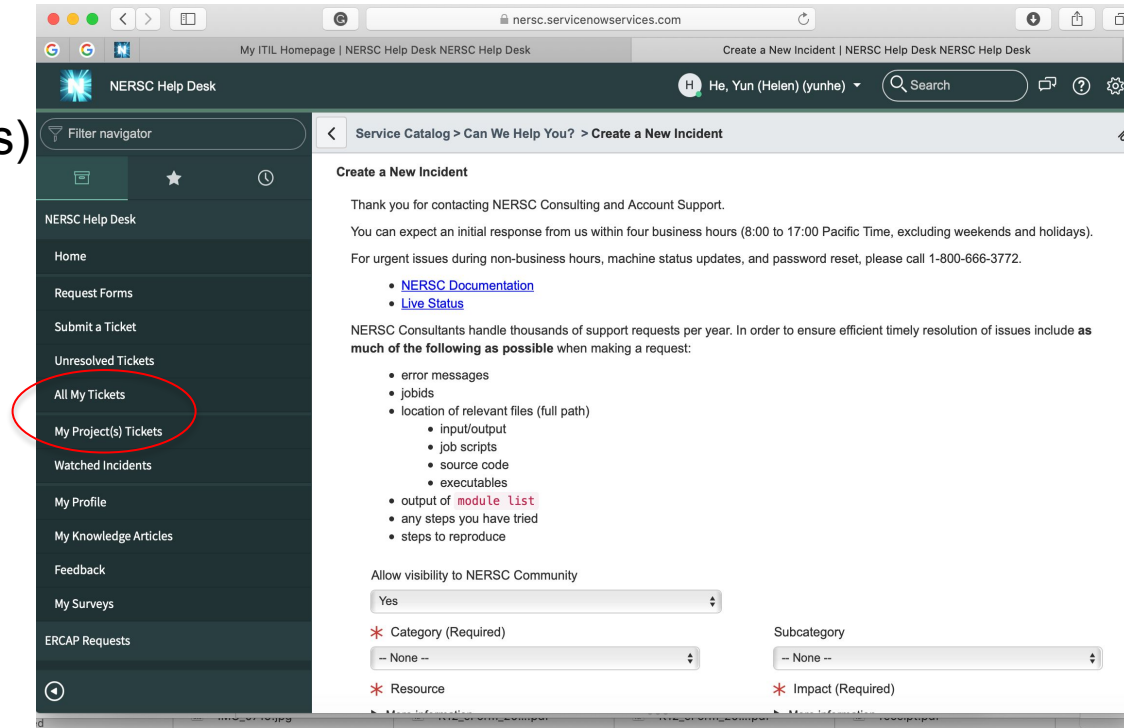 nersc.servicenowservices.com
My ITIL Homepage | NERSC Help Desk NERSC Help Desk
Create a New Incident | NERSC Help Desk NERSC Help Desk
NERSC Help Desk
H He, Yun (Helen) (yunhe)
Search
s)
Filter navigator
Service Catalog > Can We Help You? > Create a New Incident
NERSC Help Desk
Home
Request Forms
Submit a Ticket
Unresolved Tickets
All My Tickets
My Project(s) Tickets
Watched Incidents
My Profile
My Knowledge Articles
Feedback
My Surveys
ERCAP Requests
Create a New Incident
Thank you for contacting NERSC Consulting and Account Support.
You can expect an initial response from us within four business hours (8:00 to 17:00 Pacific Time, excluding weekends and holidays).
For urgent issues during non-business hours, machine status updates, and password reset, please call 1-800-666-3772.
• NERSC Documentation
• Live Status
NERSC Consultants handle thousands of support requests per year. In order to ensure efficient timely resolution of issues include as
much of the following as possible when making a request:
• error messages
• jobids
• location of relevant files (full path)
• input/output
• job scripts
• source code
• executables
• output of module list
• any steps you have tried
• steps to reproduce
Allow visibility to NERSC Community
Yes
* Category (Required)
Subcategory
-- None --
-- None --
* Resource
* Impact (Required)